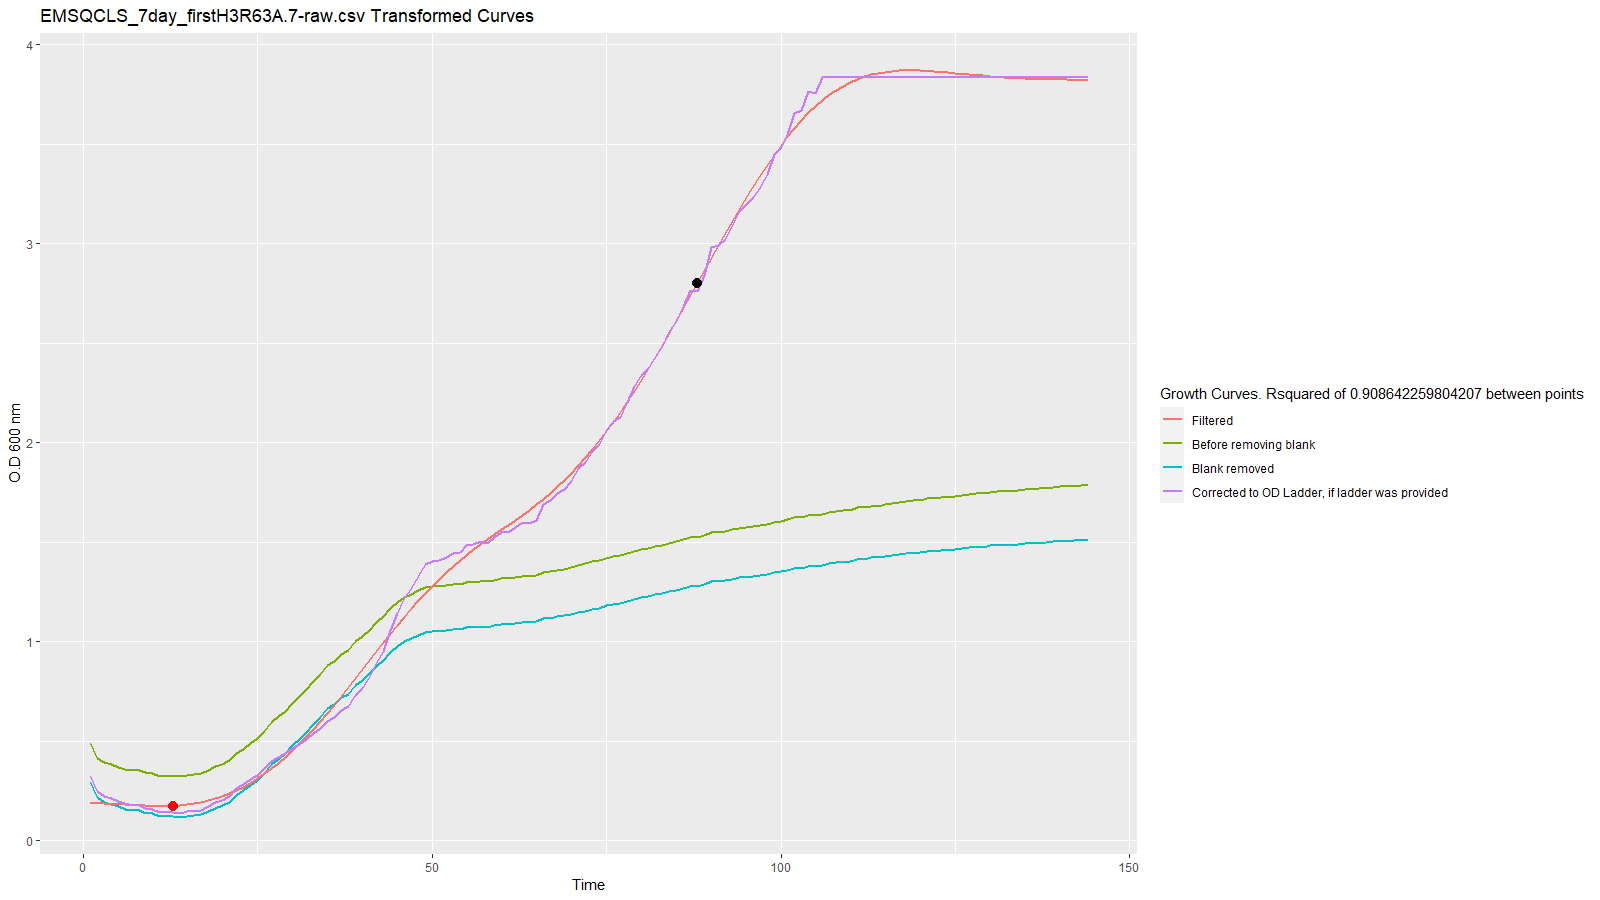 EMSQCLS_7day_firstH3R63A.7-raw.csv Transformed Curves
4
3
2
1
0
O.D 600 nm
0 50 100 150
Time
Growth Curves. Rsquared of 0.908642259804207 between points
Filtered
Before removing blank
Blank removed
Corrected to OD Ladder, if ladder was provided